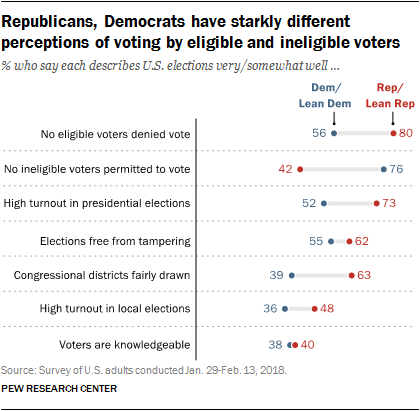 Republicans, Democrats have starkly different
perceptions of voting by eligible and ineligible voters
% who say each describes U.S. elections very/somewhat well ...
Dem/ Rep/
Lean Dem Lean Rep
No eligible voters denied vote 56 80
No ineligible voters permitted to vote 42 76
High turnout in presidential elections 52 73
Elections free from tampering 55 62
Congressional districts fairly drawn 39 63
High turnout in local elections 36 48
Voters are knowledgeable 38 40
Source: Survey of U.S. adults conducted Jan. 29-Feb. 13, 2018.
PEW RESEARCH CENTER